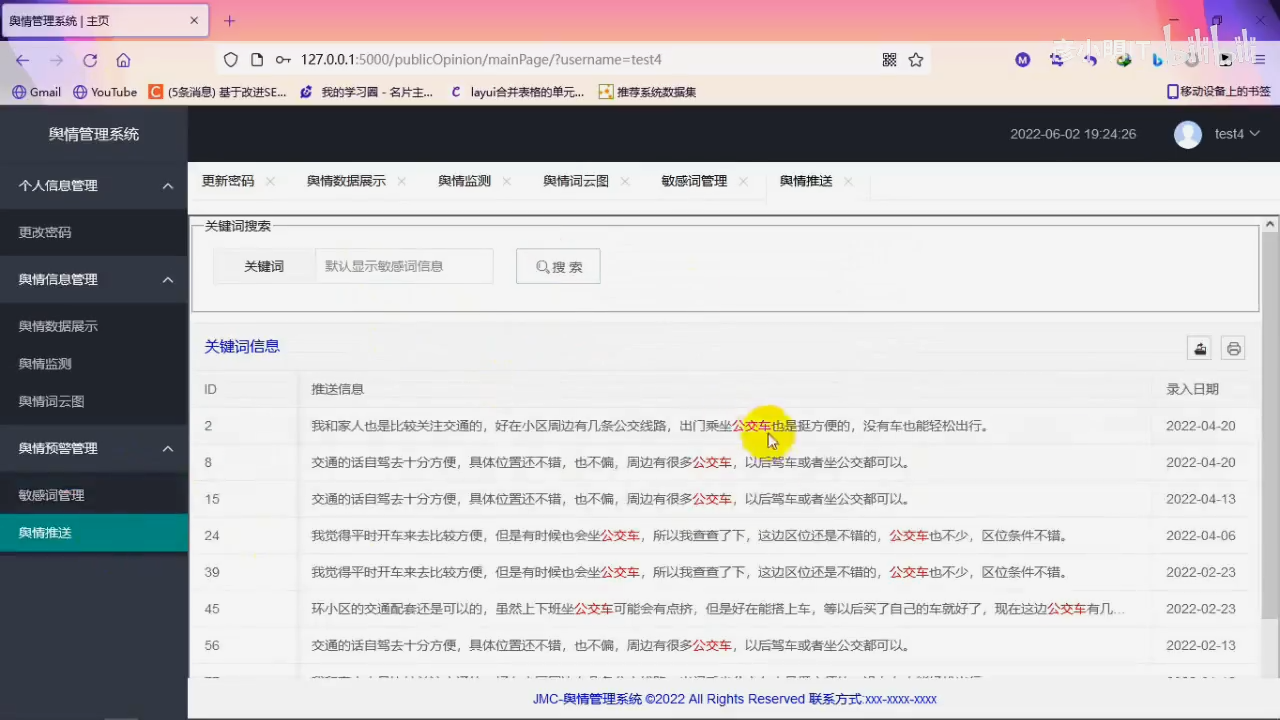 舆情管理系统 | 主页
127.0.0.1:5000/publicOpinion/mainPage/?username=test4
Gmail
YouTube
(5条消息) 基于改进SE...
我的学习圈 - 名片主...
layui合并表格的单元...
推荐系统数据集
移动设备上的书签
舆情管理系统
2022-06-02 19:24:26
test4
个人信息管理
更改密码
舆情信息管理
舆情数据展示
舆情监测
舆情词云图
舆情预警管理
敏感词管理
舆情推送
更新密码
舆情数据展示
舆情监测
舆情词云图
敏感词管理
舆情推送
关键词搜索
关键词
默认显示敏感词信息
搜 索
关键词信息
ID 推送信息 录入日期
2 我和家人也是比较关注交通的，好在小区周边有几条公交线路，出门乘坐公交车也是挺方便的，没有车也能轻松出行。 2022-04-20
8 交通的话自驾去十分方便，具体位置还不错，也不偏，周边有很多公交车，以后驾车或者坐公交都可以。 2022-04-20
15 交通的话自驾去十分方便，具体位置还不错，也不偏，周边有很多公交车，以后驾车或者坐公交都可以。 2022-04-13
24 我觉得平时开车来去比较方便，但是有时候也会坐公交车，所以我查查了下，这边区位还是不错的，公交车也不少，区位条件不错。 2022-04-06
39 我觉得平时开车来去比较方便，但是有时候也会坐公交车，所以我查查了下，这边区位还是不错的，公交车也不少，区位条件不错。 2022-02-23
45 环小区的交通配套还是可以的，虽然上下班坐公交车可能会有点挤，但是好在能搭上车，等以后买了自己的车就好了，现在这边公交车有几... 2022-02-23
56 交通的话自驾去十分方便，具体位置还不错，也不偏，周边有很多公交车，以后驾车或者坐公交都可以。 2022-02-13
JMC-舆情管理系统 ©2022 All Rights Reserved 联系方式:xxx-xxxx-xxxx